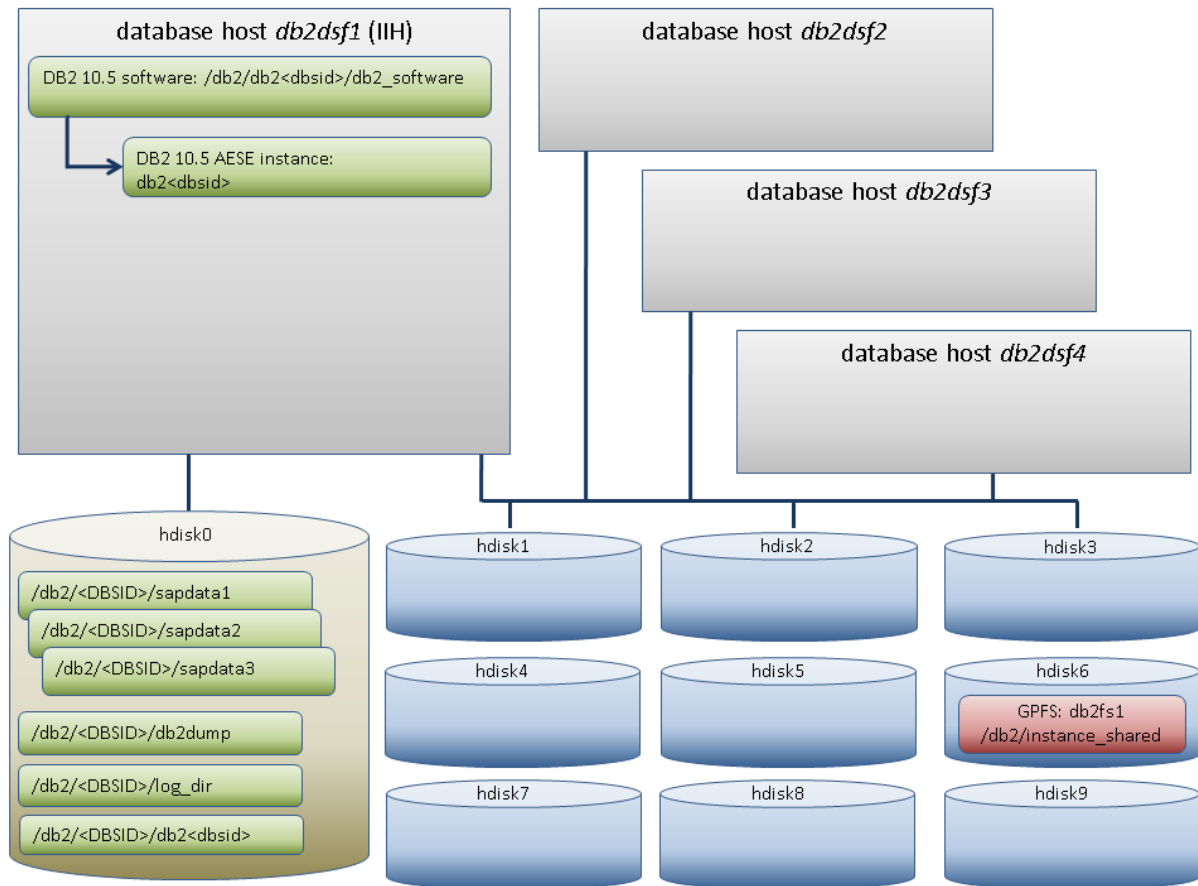 database host db2dsf1 (IIH)
DB2 10.5 software: /db2/db2<dbsid>/db2_software
DB2 10.5 AESE instance:
db2<dbsid>
database host db2dsf2
database host db2dsf3
database host db2dsf4
hdisk0
/db2/<DBSID>/sapdata1
/db2/<DBSID>/sapdata2
/db2/<DBSID>/sapdata3
/db2/<DBSID>/db2dump
/db2/<DBSID>/log_dir
/db2/<DBSID>/db2<dbsid>
hdisk1
hdisk2
hdisk3
hdisk4
hdisk5
hdisk6
GPFS: db2fs1
/db2/instance_shared
hdisk7
hdisk8
hdisk9